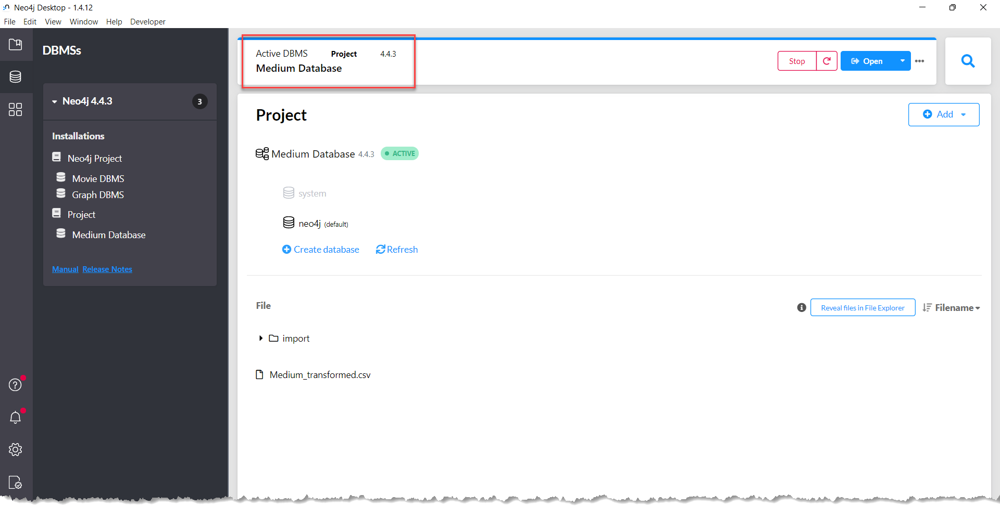 Neo4j Desktop - 1.4.12
File Edit View Window Help Developer
DBMSs
Neo4j 4.4.3 3
Installations
Neo4j Project
Movie DBMS
Graph DBMS
Project
Medium Database
Manual Release Notes
Active DBMS Project 4.4.3
Medium Database
Stop Open
Project
Add
Medium Database 4.4.3 ACTIVE
system
neo4j (default)
Create database Refresh
File
Reveal files in File Explorer Filename
import
Medium_transformed.csv